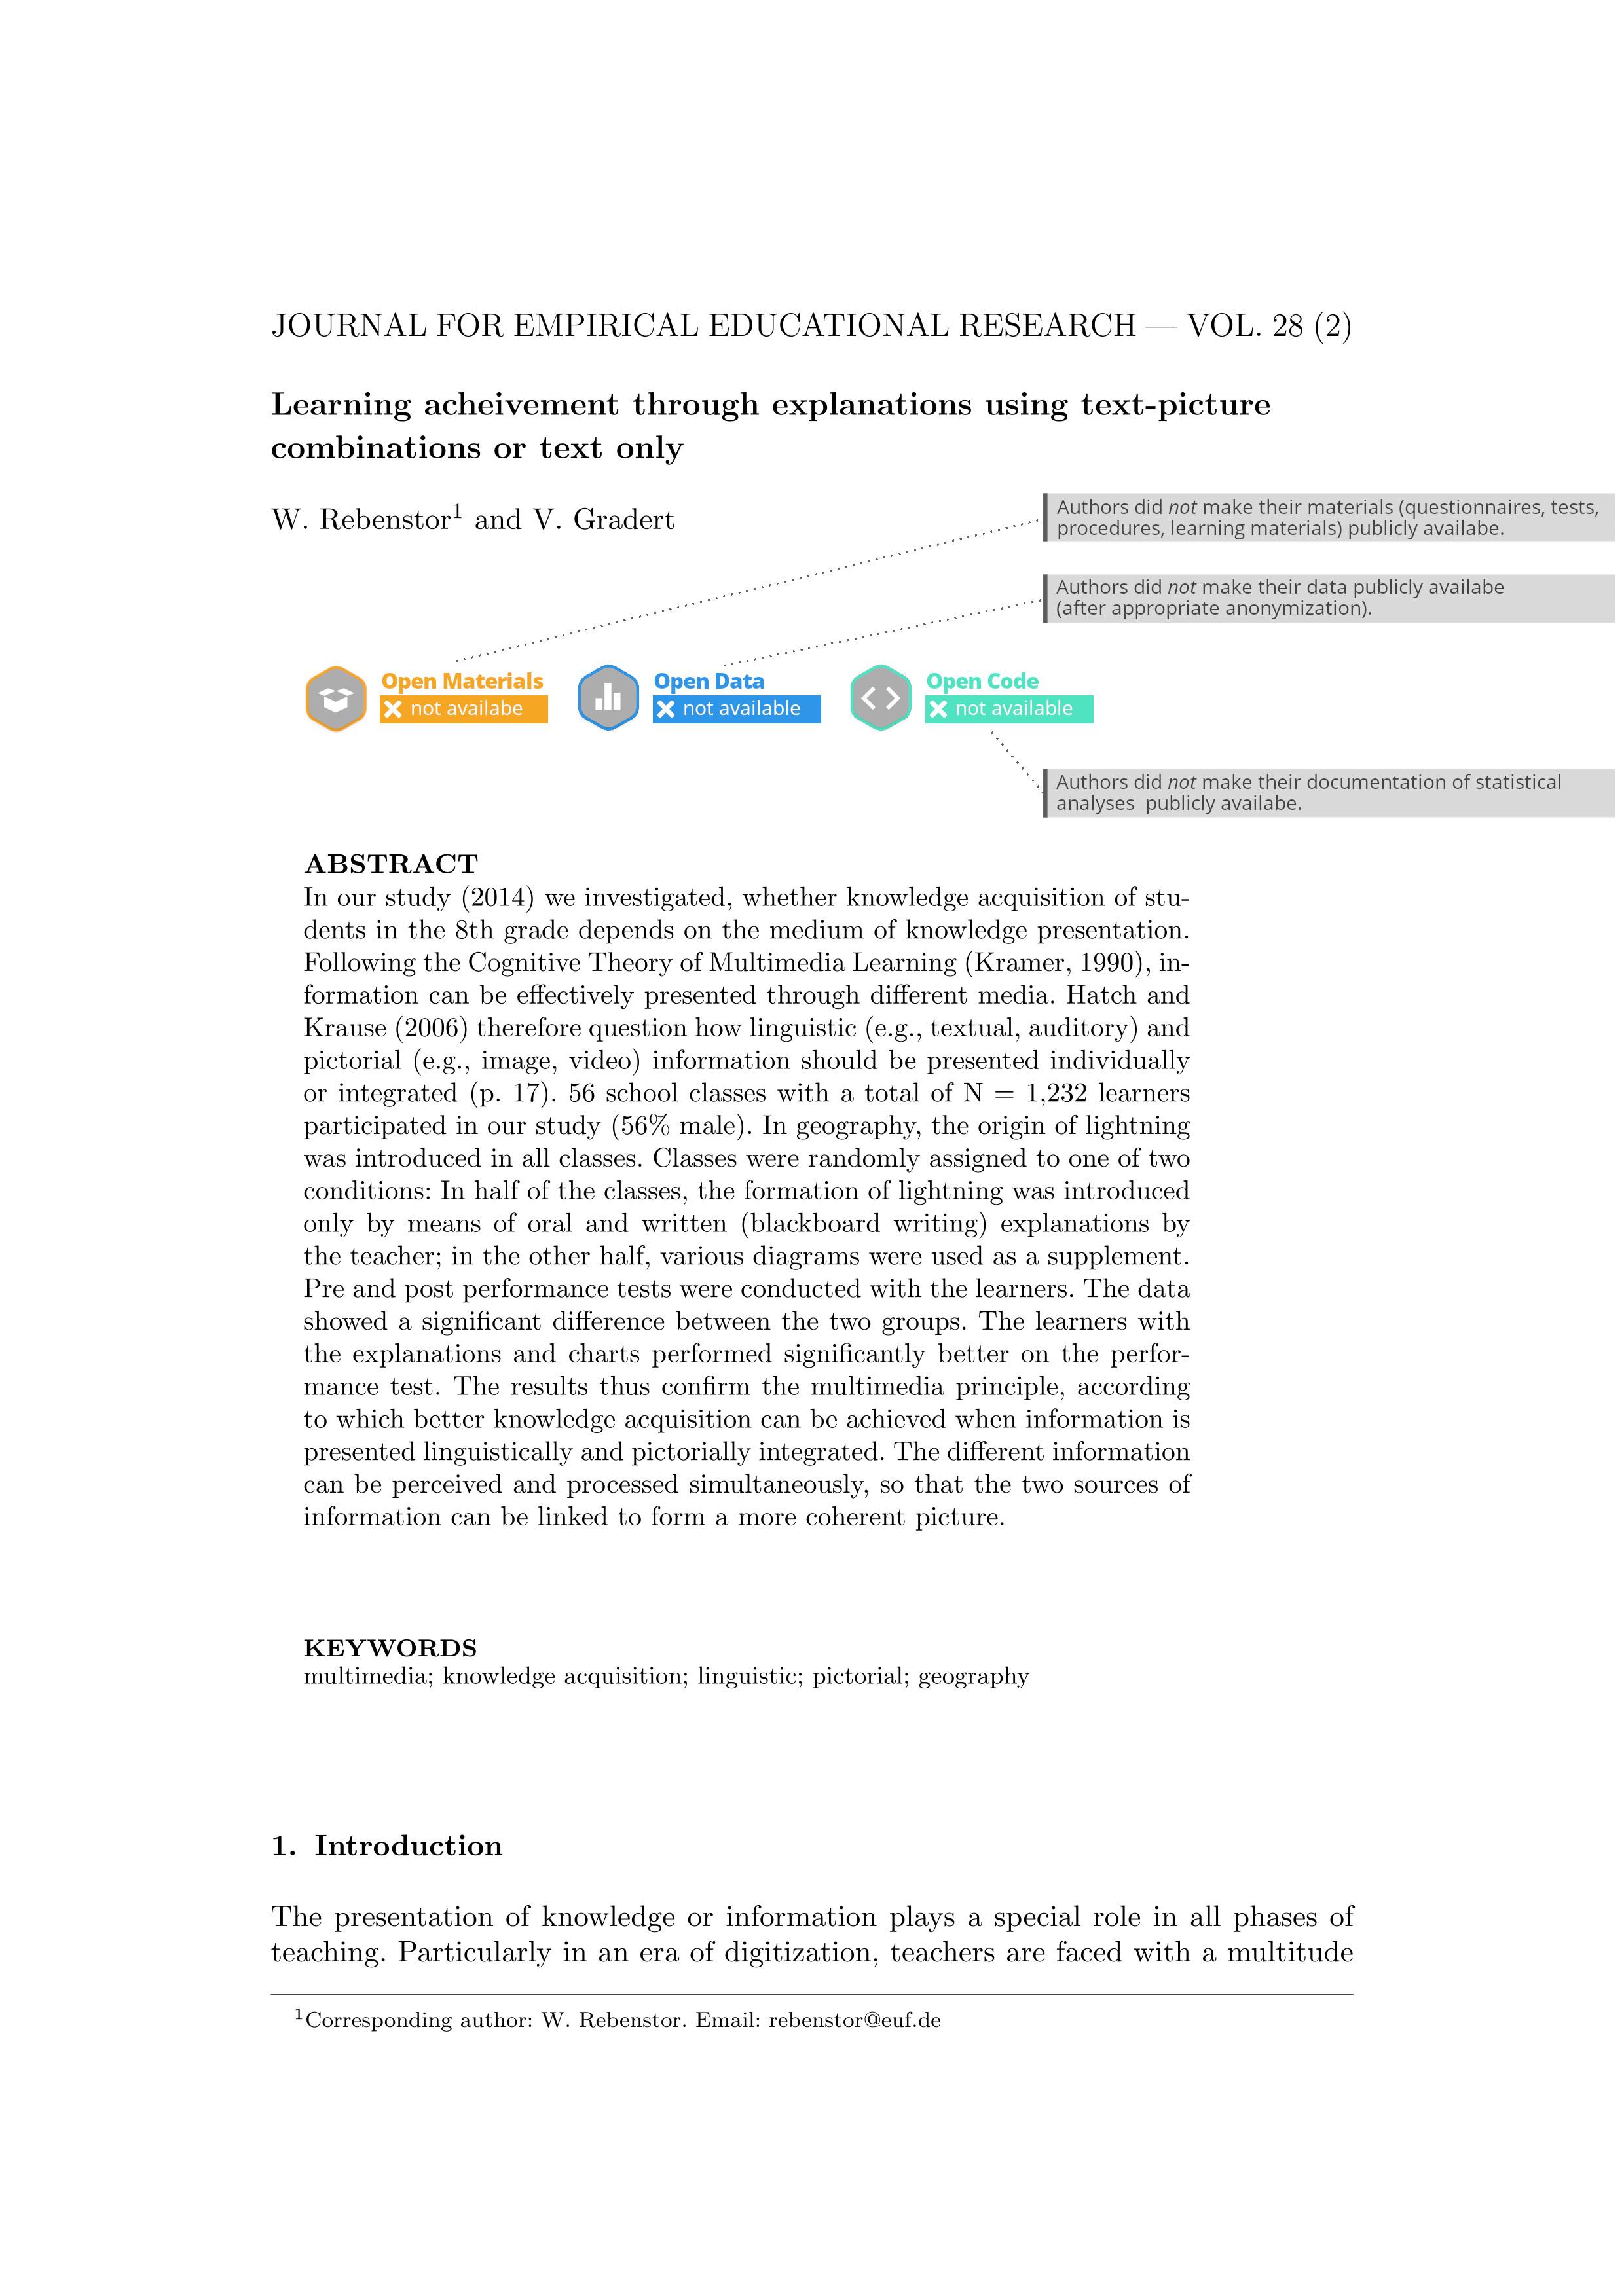 JOURNAL FOR EMPIRICAL EDUCATIONAL RESEARCH — VOL. 28 (2)
Learning acheivement through explanations using text-picture
combinations or text only
W. Rebenstor¹ and V. Gradert
Authors did not make their materials (questionnaires, tests,
procedures, learning materials) publicly availabe.
Authors did not make their data publicly availabe
(after appropriate anonymization).
Open Materials
not availabe
Open Data
not available
Open Code
not available
Authors did not make their documentation of statistical
analyses publicly availabe.
ABSTRACT
In our study (2014) we investigated, whether knowledge acquisition of stu-
dents in the 8th grade depends on the medium of knowledge presentation.
Following the Cognitive Theory of Multimedia Learning (Kramer, 1990), in-
formation can be effectively presented through different media. Hatch and
Krause (2006) therefore question how linguistic (e.g., textual, auditory) and
pictorial (e.g., image, video) information should be presented individually
or integrated (p. 17). 56 school classes with a total of N = 1,232 learners
participated in our study (56% male). In geography, the origin of lightning
was introduced in all classes. Classes were randomly assigned to one of two
conditions: In half of the classes, the formation of lightning was introduced
only by means of oral and written (blackboard writing) explanations by
the teacher; in the other half, various diagrams were used as a supplement.
Pre and post performance tests were conducted with the learners. The data
showed a significant difference between the two groups. The learners with
the explanations and charts performed significantly better on the perfor-
mance test. The results thus confirm the multimedia principle, according
to which better knowledge acquisition can be achieved when information is
presented linguistically and pictorially integrated. The different information
can be perceived and processed simultaneously, so that the two sources of
information can be linked to form a more coherent picture.
KEYWORDS
multimedia; knowledge acquisition; linguistic; pictorial; geography
1. Introduction
The presentation of knowledge or information plays a special role in all phases of
teaching. Particularly in an era of digitization, teachers are faced with a multitude
¹Corresponding author: W. Rebenstor. Email: rebenstor@euf.de